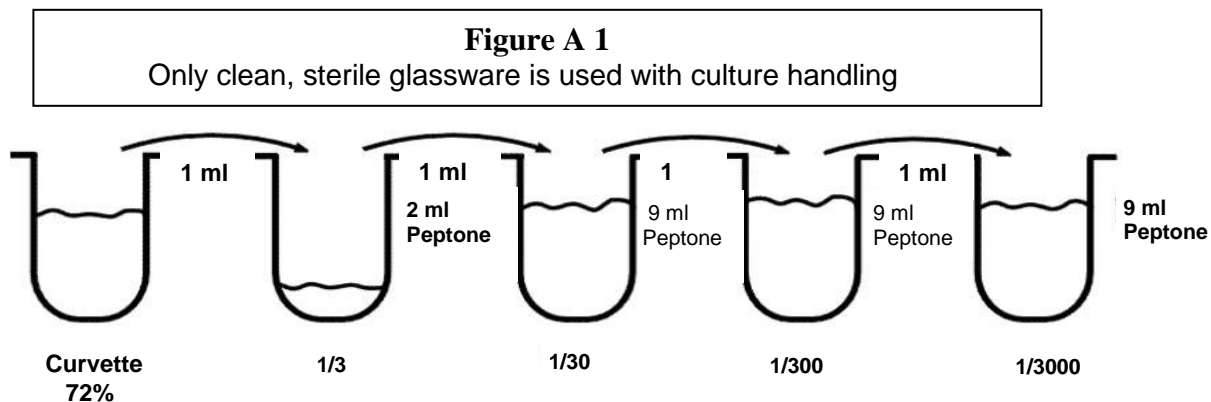 Figure A 1
Only clean, sterile glassware is used with culture handling
1 ml
1 ml
1
1 ml
2 ml
Peptone
9 ml
Peptone
9 ml
Peptone
9 ml
Peptone
Curvette
72%
1/3
1/30
1/300
1/3000